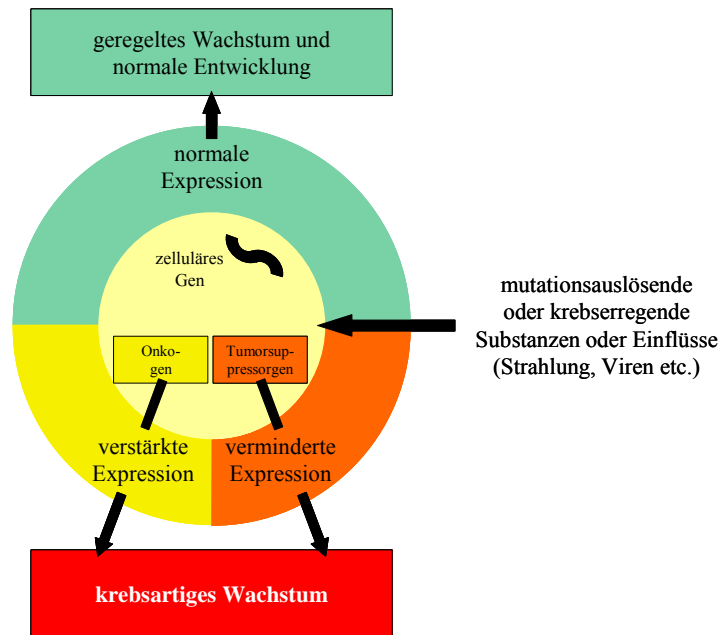 geregeltes Wachstum und
normale Entwicklung
normale
Expression
zelluläres
Gen
mutationsauslösende
oder krebserregende
Substanzen oder Einflüsse
(Strahlung, Viren etc.)
Onko-
gen
Tumorsup-
pressorgen
verstärkte
Expression
verminderte
Expression
krebsartiges Wachstum